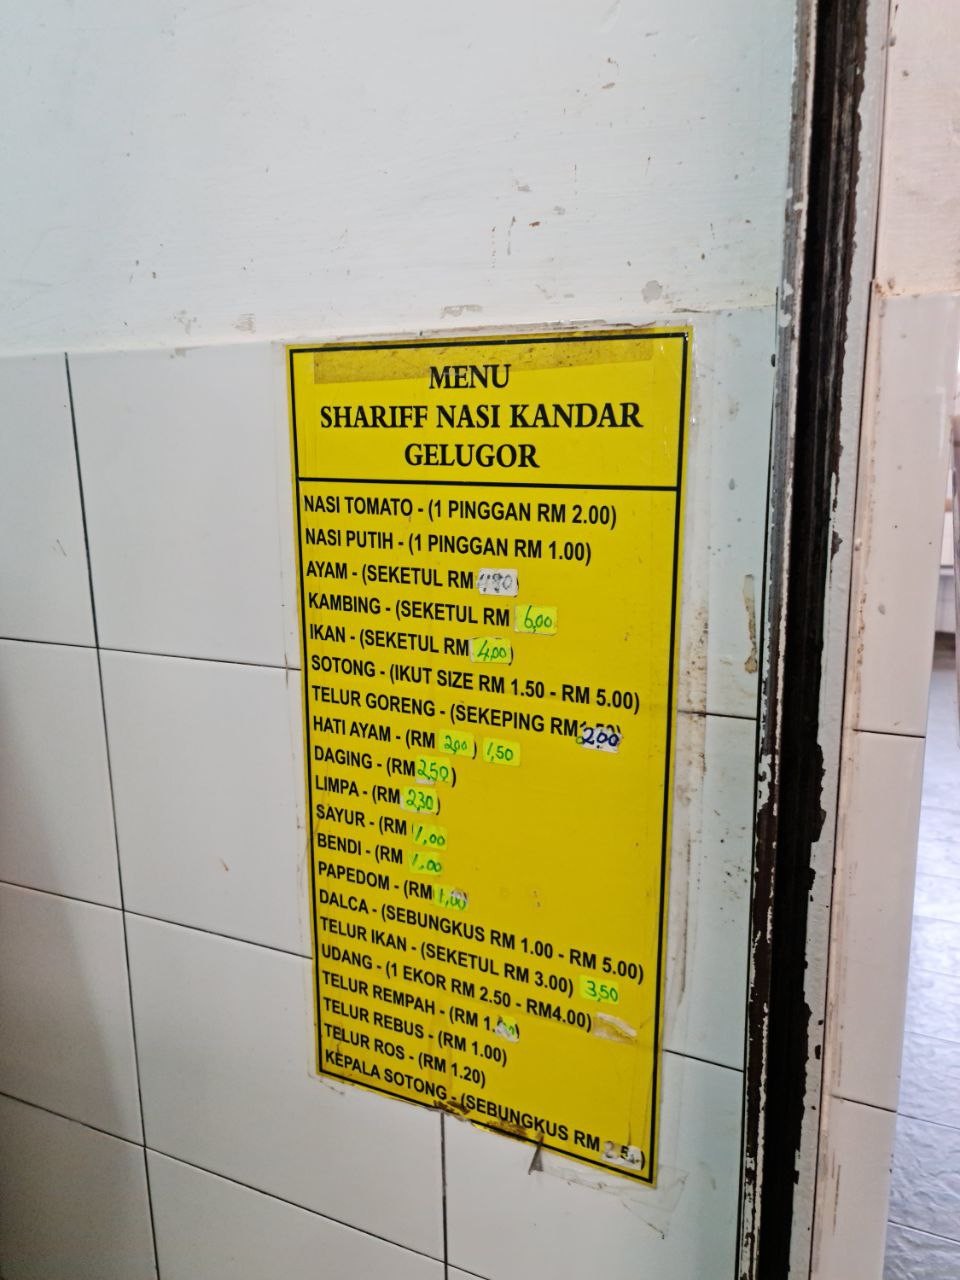 MENU
SHARIFF NASI KANDAR
GELUGOR
NASI TOMATO - (1 PINGGAN RM 2.00)
NASI PUTIH - (1 PINGGAN RM 1.00)
AYAM - (SEKETUL RM )
KAMBING - (SEKETUL RM 6,00
IKAN - (SEKETUL RM 4,00)
SOTONG - (IKUT SIZE RM 1.50 - RM 5.00)
TELUR GORENG - (SEKEPING RM 2.00
HATI AYAM - (RM 2,00) 1,50
DAGING - (RM 2,50)
LIMPA - (RM 2,30)
SAYUR - (RM 1,00
BENDI - (RM 1,00
PAPEDOM - (RM 1,00
DALCA - (SEBUNGKUS RM 1.00 - RM 5.00)
TELUR IKAN - (SEKETUL RM 3.00) 3,50
UDANG - (1 EKOR RM 2.50 - RM4.00)
TELUR REMPAH - (RM )
TELUR REBUS - (RM 1.00)
TELUR ROS - (RM 1.20)
KEPALA SOTONG - (SEBUNGKUS RM )